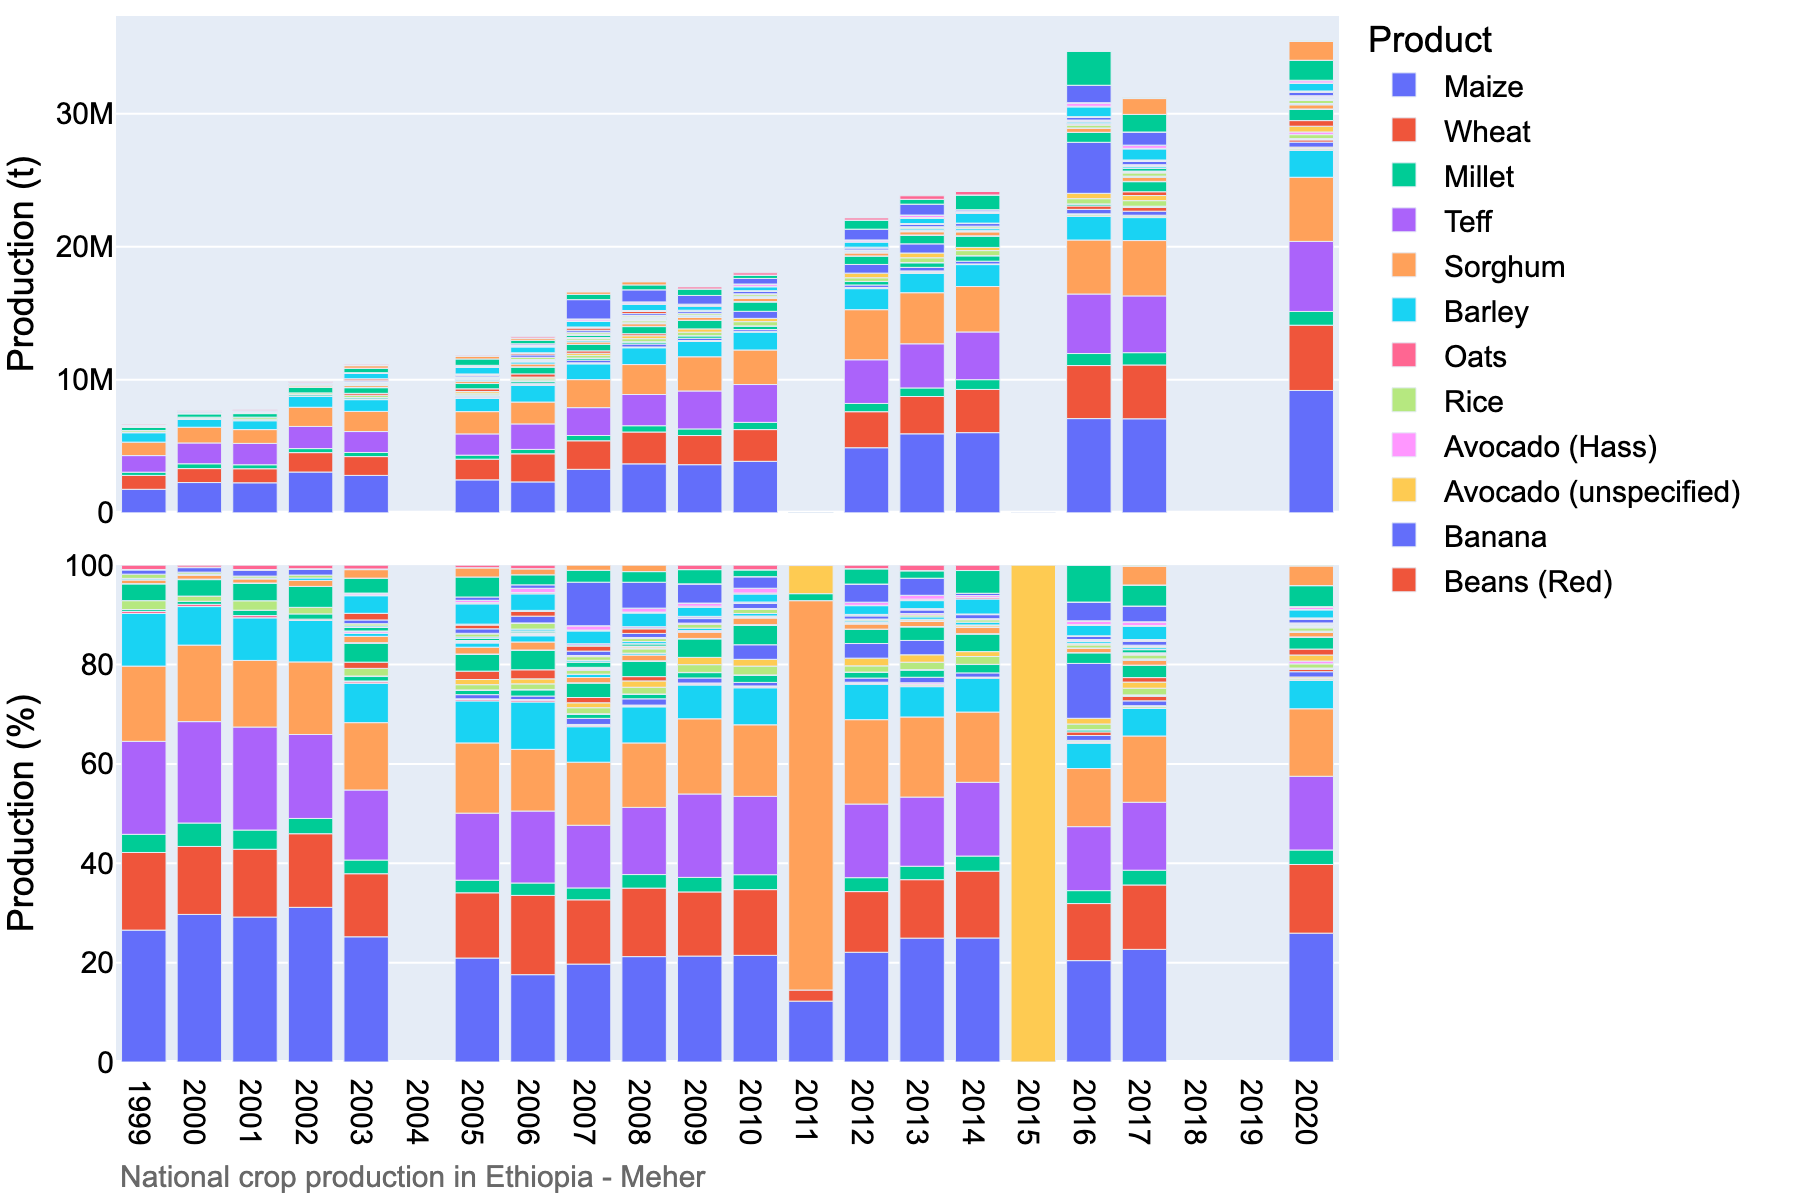 Production (t)
30M
20M
10M
0
Product
Maize
Wheat
Millet
Teff
Sorghum
Barley
Oats
Rice
Avocado (Hass)
Avocado (unspecified)
Banana
Beans (Red)
Production (%)
100
80
60
40
20
0
1999 2000 2001 2002 2003 2004 2005 2006 2007 2008 2009 2010 2011 2012 2013 2014 2015 2016 2017 2018 2019 2020
National crop production in Ethiopia - Meher